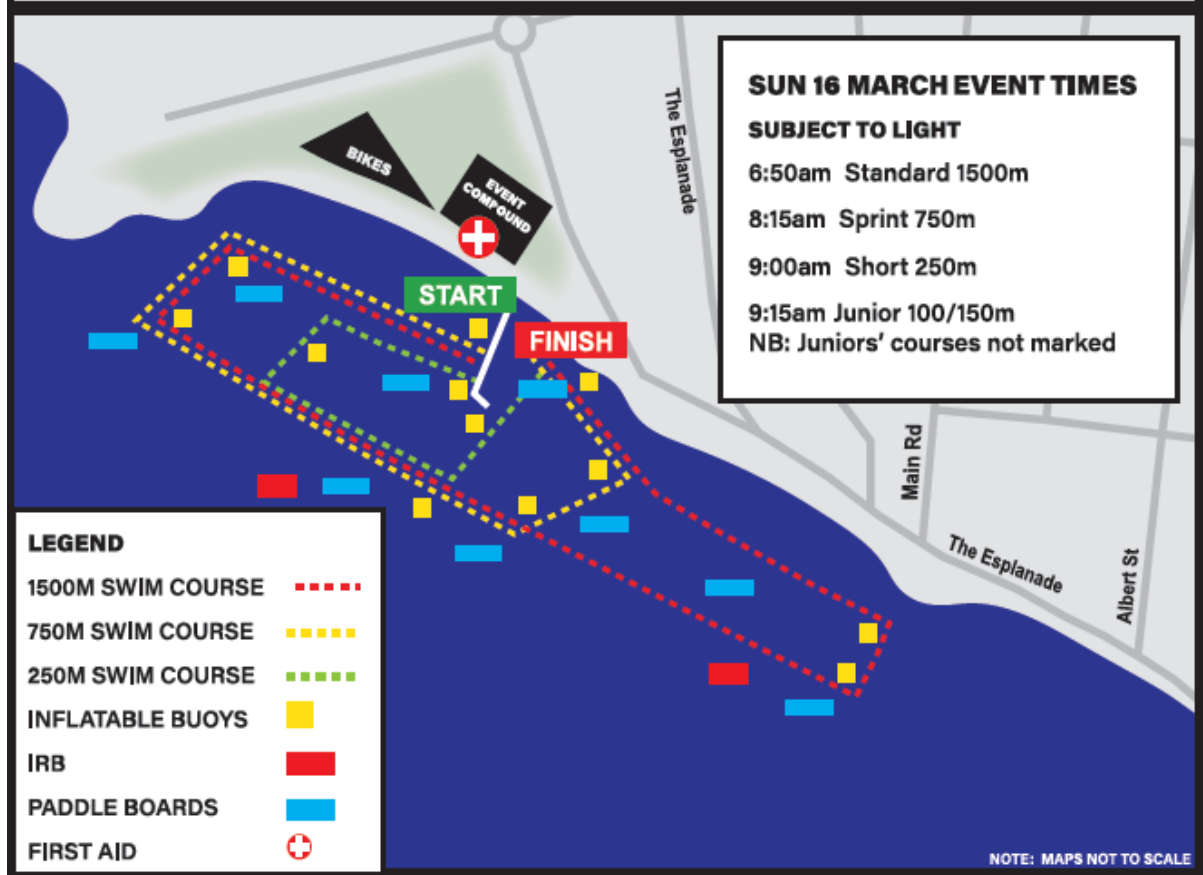 SUN 16 MARCH EVENT TIMES
SUBJECT TO LIGHT
6:50am Standard 1500m
8:15am Sprint 750m
9:00am Short 250m
9:15am Junior 100/150m
NB: Juniors' courses not marked
The Esplanade
BIKES
EVENT
COMPOUND
START
FINISH
Main Rd
The Esplanade
Albert St
LEGEND
1500M SWIM COURSE
750M SWIM COURSE
250M SWIM COURSE
INFLATABLE BUOYS
IRB
PADDLE BOARDS
FIRST AID
NOTE: MAPS NOT TO SCALE